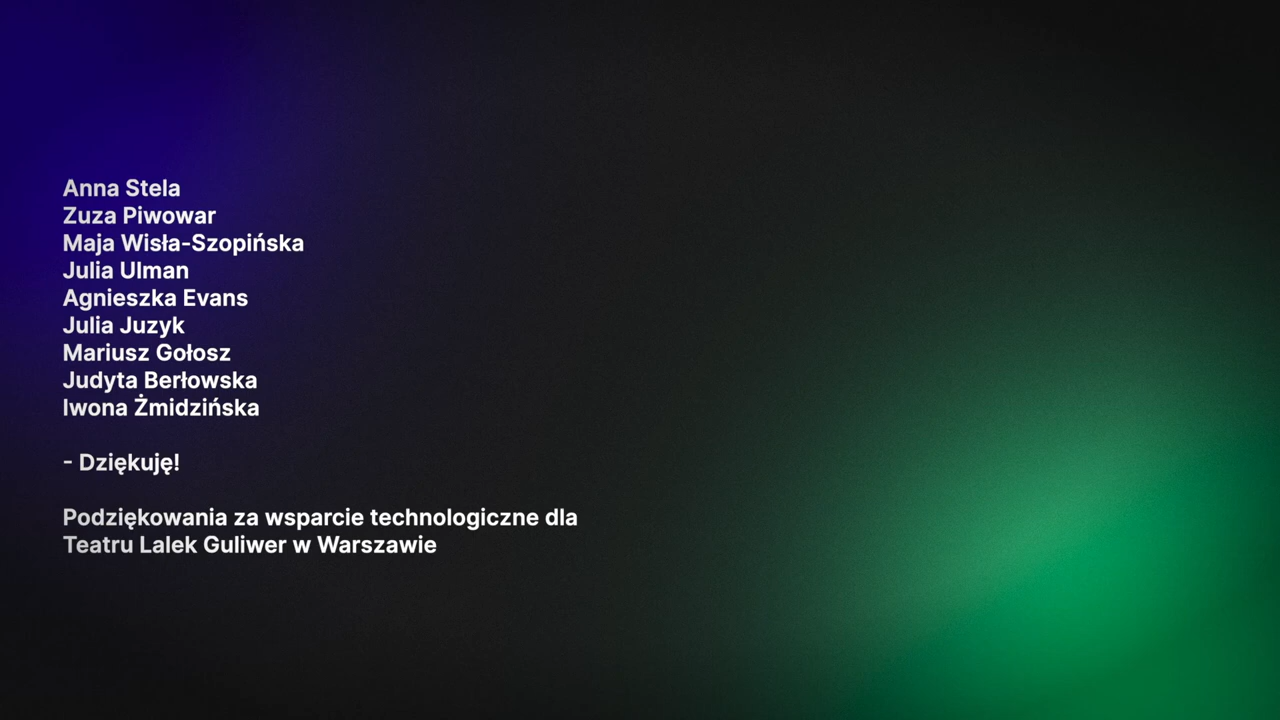 Anna Stela
Zuza Piwowar
Maja Wisła-Szopińska
Julia Ulman
Agnieszka Evans
Julia Juzyk
Mariusz Gołosz
Judyta Berłowska
Iwona Żmidzińska
- Dziękuję!
Podziękowania za wsparcie technologiczne dla
Teatru Lalek Guliwer w Warszawie